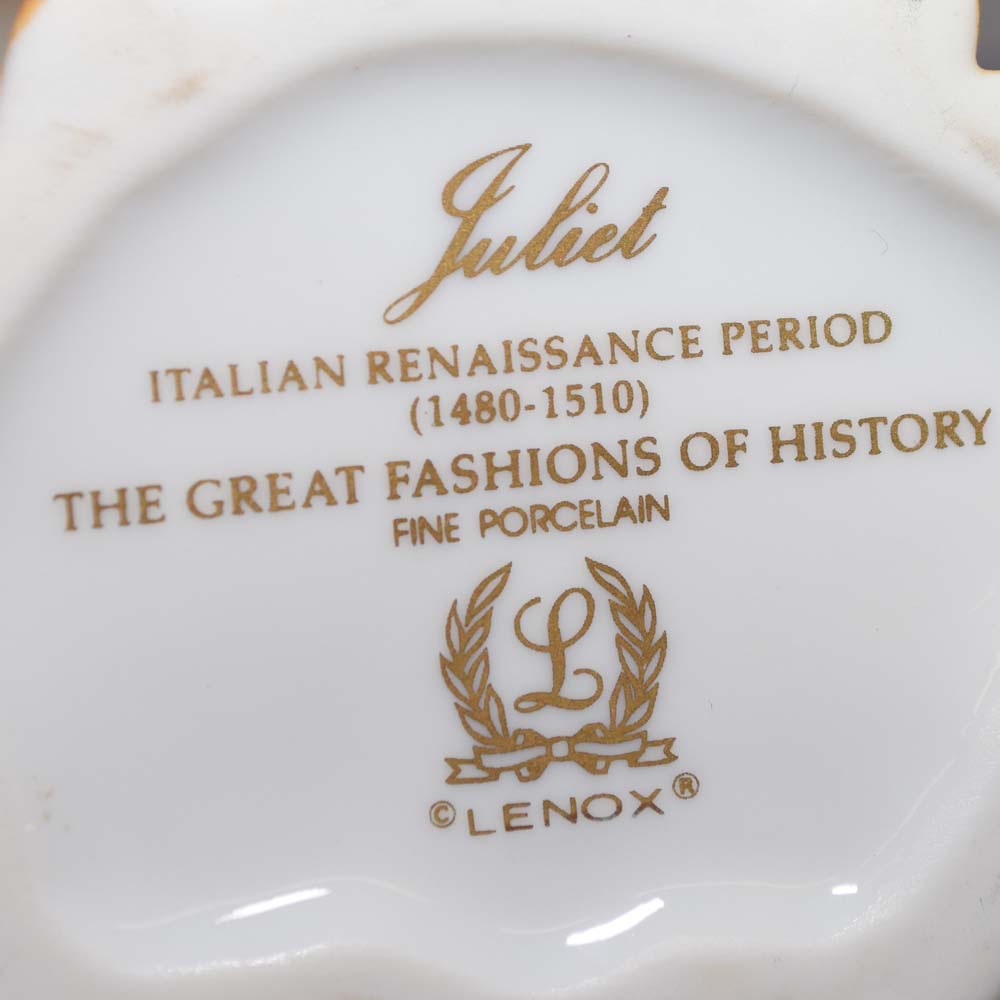 Juliet
ITALIAN RENAISSANCE PERIOD
(1480-1510)
THE GREAT FASHIONS OF HISTORY
FINE PORCELAIN
L
© LENOX®